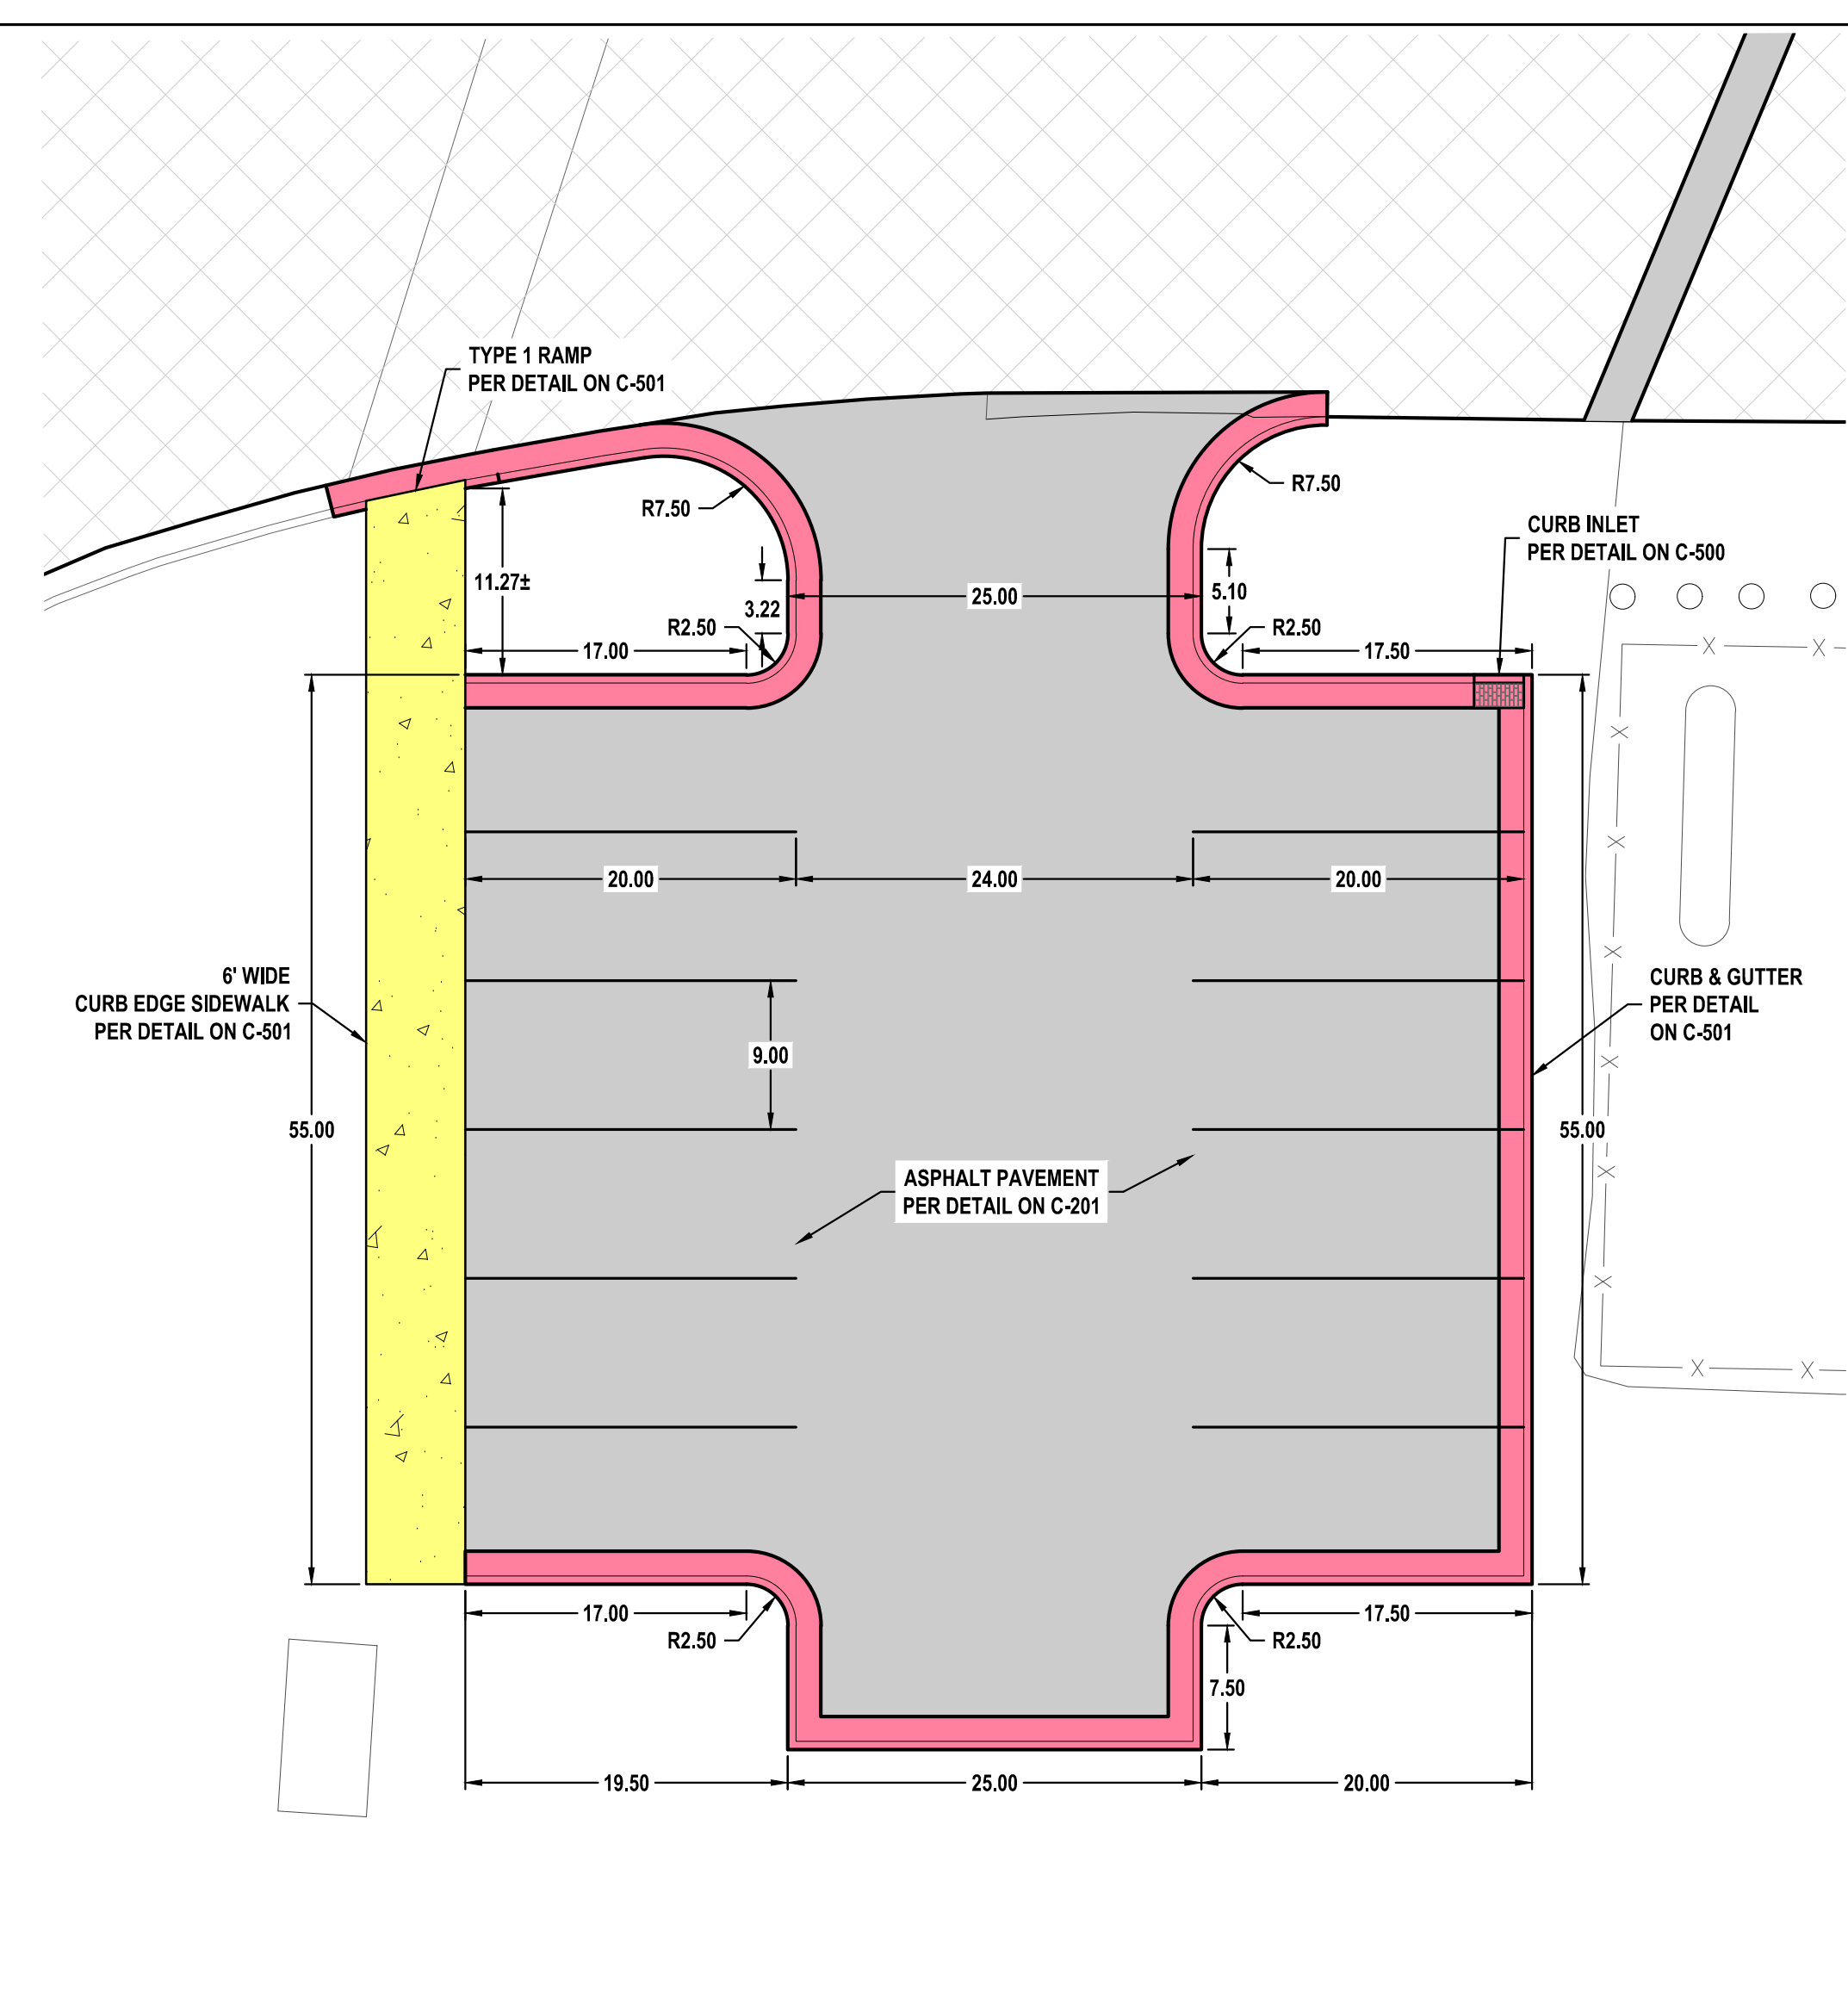 TYPE 1 RAMP
PER DETAIL ON C-501
R7.50
R7.50
CURB INLET
PER DETAIL ON C-500
11.27±
3.22
25.00
5.10
R2.50
R2.50
17.00
17.50
20.00
24.00
20.00
6' WIDE
CURB EDGE SIDEWALK
PER DETAIL ON C-501
CURB & GUTTER
PER DETAIL
ON C-501
9.00
55.00
55.00
ASPHALT PAVEMENT
PER DETAIL ON C-201
17.00
17.50
R2.50
R2.50
7.50
19.50
25.00
20.00